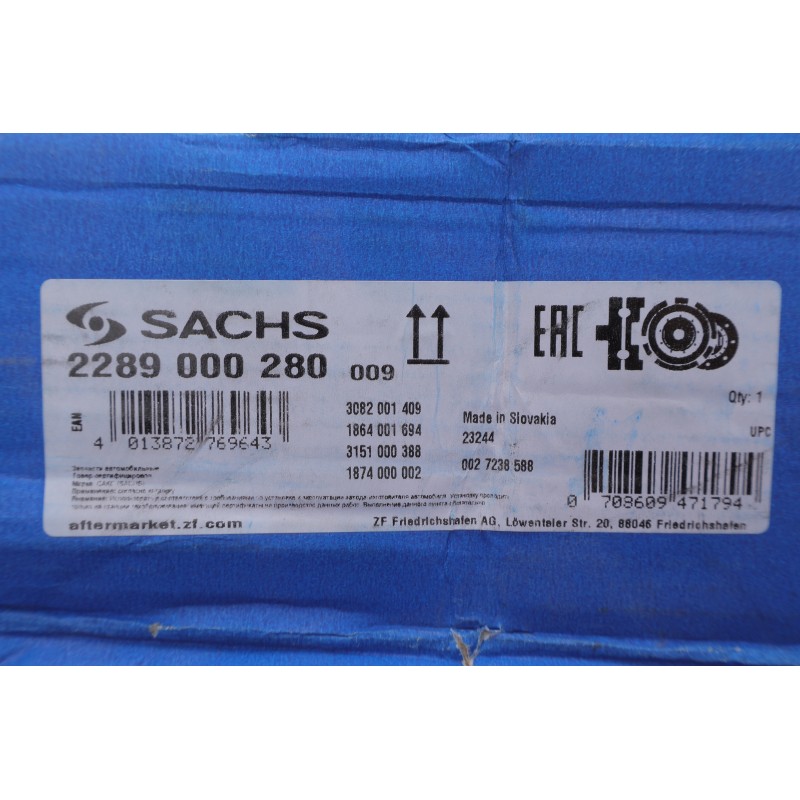 SACHS
2289 000 280 009
EAC
Qty: 1
EAN
4 013872 769643
3082 001 409
1864 001 694
3151 000 388
1874 000 002
Made in Slovakia
23244
002 7238 588
UPC
0 708609 471794
Запчасти автомобильные
aftermarket.zf.com
ZF Friedrichshafen AG, Löwentaler Str. 20, 88046 Friedrichshafen